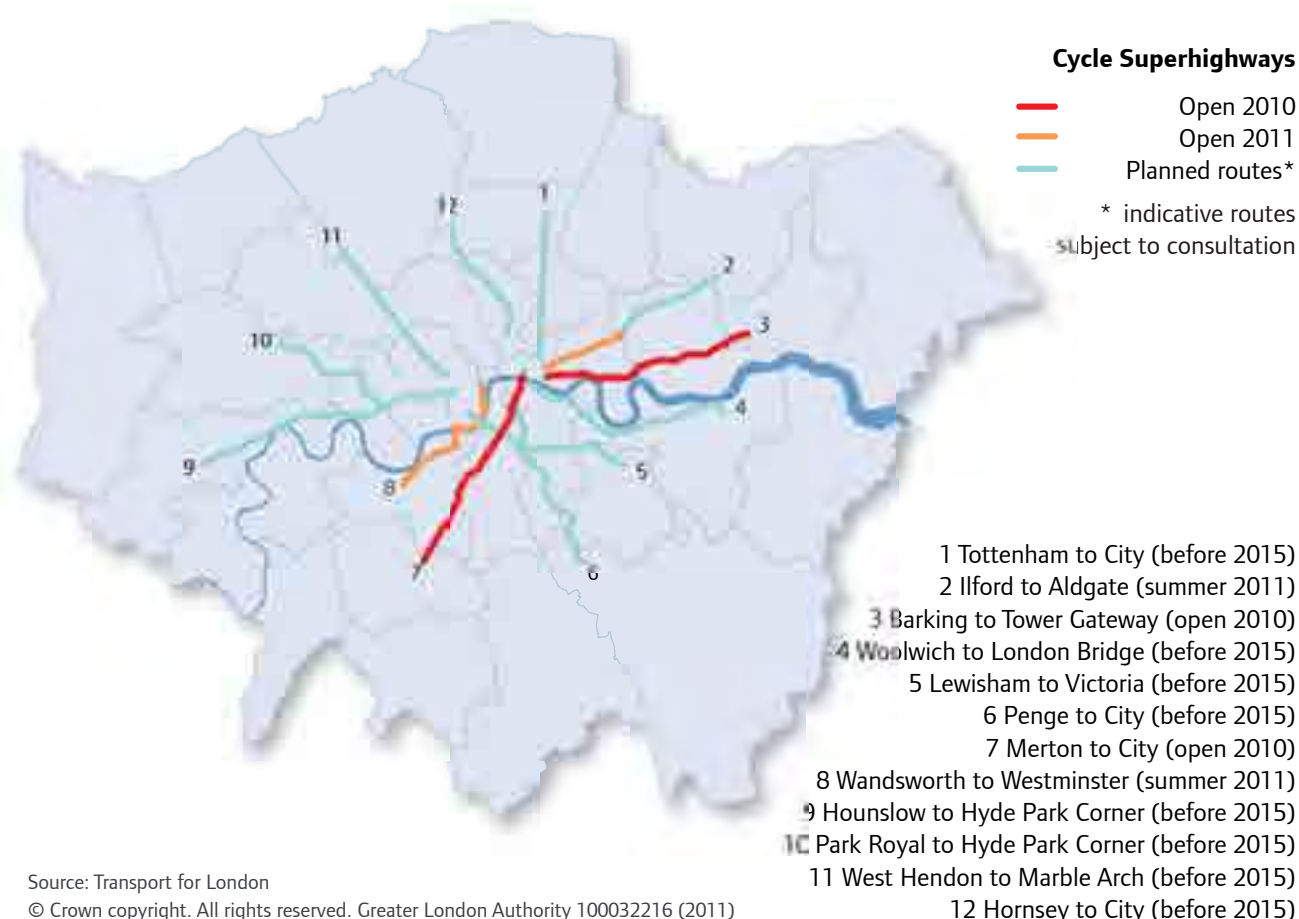 Cycle Superhighways
Open 2010
Open 2011
Planned routes*
* indicative routes
subject to consultation
1
12
11
2
3
10
4
9
5
8
7
6
1 Tottenham to City (before 2015)
2 Ilford to Aldgate (summer 2011)
3 Barking to Tower Gateway (open 2010)
4 Woolwich to London Bridge (before 2015)
5 Lewisham to Victoria (before 2015)
6 Penge to City (before 2015)
7 Merton to City (open 2010)
8 Wandsworth to Westminster (summer 2011)
9 Hounslow to Hyde Park Corner (before 2015)
10 Park Royal to Hyde Park Corner (before 2015)
11 West Hendon to Marble Arch (before 2015)
12 Hornsey to City (before 2015)
Source: Transport for London
© Crown copyright. All rights reserved. Greater London Authority 100032216 (2011)